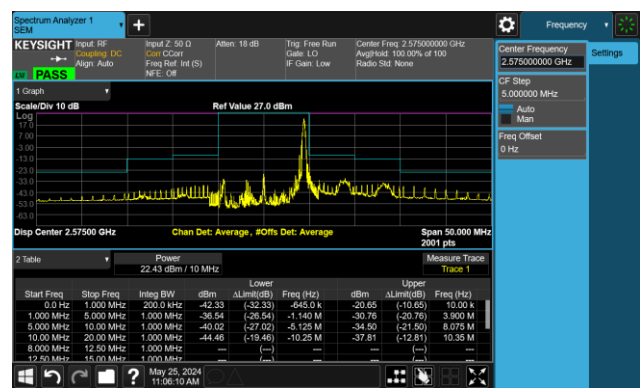 Spectrum Analyzer 1
SEM
Frequency
KEYSIGHT
Input: RF
Coupling: DC
Align: Auto
Input Z: 50 Ω
Corr CCorr
Freq Ref: Int (S)
NFE: Off
Atten: 18 dB
Trig: Free Run
Gate: LO
IF Gain: Low
Center Freq: 2.575000000 GHz
Avg|Hold: 100.00% of 100
Radio Std: None
PASS
Center Frequency
2.575000000 GHz
Settings
CF Step
5.000000 MHz
Auto
Man
Freq Offset
0 Hz
1 Graph
Scale/Div 10 dB
Ref Value 27.0 dBm
Log
17.0
7.00
-3.00
-13.0
-23.0
-33.0
-43.0
-53.0
-63.0
Disp Center 2.57500 GHz
Chan Det: Average , #Offs Det: Average
Span 50.000 MHz
2001 pts
2 Table
Power
22.43 dBm / 10 MHz
Measure Trace
Trace 1
Lower Upper
Start Freq Stop Freq Integ BW dBm ΔLimit(dB) Freq (Hz) dBm ΔLimit(dB) Freq (Hz)
0.0 Hz 1.000 MHz 200.0 kHz -42.33 (-32.33) -645.0 k -20.65 (-10.65) 10.00 k
1.000 MHz 5.000 MHz 1.000 MHz -36.54 (-26.54) -1.140 M -30.76 (-20.76) 3.900 M
5.000 MHz 10.00 MHz 1.000 MHz -40.02 (-27.02) -5.125 M -34.50 (-21.50) 8.075 M
10.00 MHz 20.00 MHz 1.000 MHz -44.46 (-19.46) -10.25 M -37.81 (-12.81) 10.35 M
8.000 MHz 12.50 MHz 1.000 MHz --- (---) --- --- (---) ---
12.50 MHz 15.00 MHz 1.000 MHz --- (---) --- --- (---) ---
May 25, 2024
11:06:10 AM